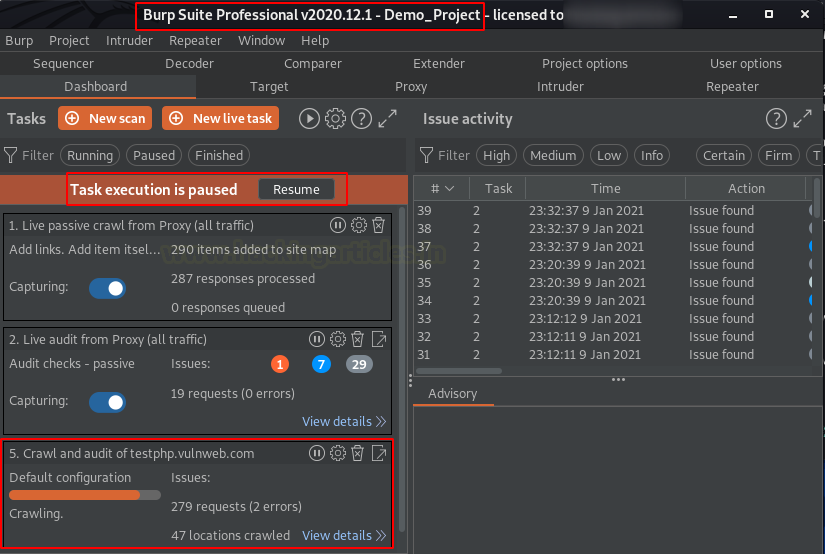 Burp Suite Professional v2020.12.1 - Demo_Project - licensed to
Burp Project Intruder Repeater Window Help
Sequencer Decoder Comparer Extender Project options User options
Dashboard Target Proxy Intruder Repeater
Tasks New scan New live task
Filter Running Paused Finished
Task execution is paused Resume
1. Live passive crawl from Proxy (all traffic)
Add links. Add item itsel... 290 items added to site map
287 responses processed
Capturing:
0 responses queued
2. Live audit from Proxy (all traffic)
Audit checks - passive Issues: 1 7 29
19 requests (0 errors)
Capturing:
View details
5. Crawl and audit of testphp.vulnweb.com
Default configuration Issues:
279 requests (2 errors)
Crawling.
47 locations crawled View details
Issue activity
Filter High Medium Low Info Certain Firm T
# Task Time Action
39 2 23:32:37 9 Jan 2021 Issue found
38 2 23:32:37 9 Jan 2021 Issue found
37 2 23:32:37 9 Jan 2021 Issue found
36 2 23:20:39 9 Jan 2021 Issue found
35 2 23:20:39 9 Jan 2021 Issue found
34 2 23:20:39 9 Jan 2021 Issue found
33 2 23:12:12 9 Jan 2021 Issue found
32 2 23:12:11 9 Jan 2021 Issue found
31 2 23:12:11 9 Jan 2021 Issue found
Advisory
www.hackingarticles.in